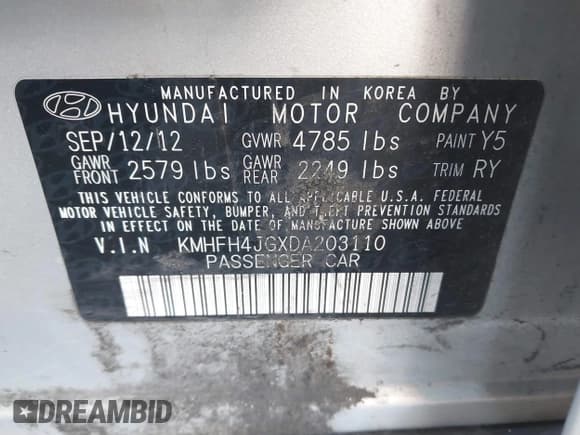 MANUFACTURED IN KOREA BY
HYUNDAI MOTOR COMPANY
SEP/12/12 GVWR 4785 lbs PAINT Y5
GAWR FRONT 2579 lbs GAWR REAR 2249 lbs TRIM RY
THIS VEHICLE CONFORMS TO ALL APPLICABLE U.S.A. FEDERAL
MOTOR VEHICLE SAFETY, BUMPER, AND THEFT PREVENTION STANDARDS
IN EFFECT ON THE DATE OF MANUFACTURE SHOWN ABOVE.
V.I.N KMHFH4JGXDA203110
PASSENGER CAR
DREAMBID